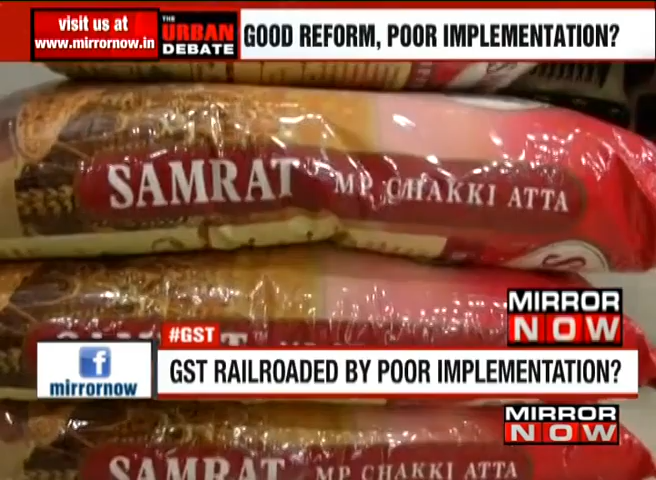 visit us at
www.mirrornow.in
THE
URBAN
DEBATE
GOOD REFORM, POOR IMPLEMENTATION?
SAMRAT MP CHAKKI ATTA
MIRROR
NOW
#GST
f
mirrornow
GST RAILROADED BY POOR IMPLEMENTATION?
MIRROR
NOW
SAMRAT MP CHAKKI ATTA